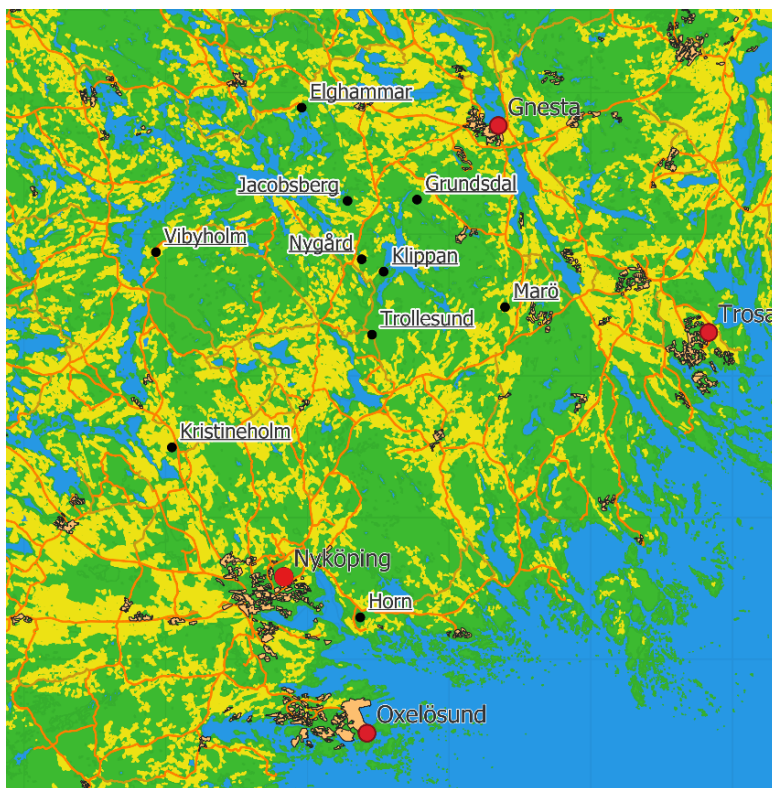 Elghammar
Gnesta
Jacobsberg
Grundsdal
Vibyholm
Nygård
Klippan
Marö
Trosa
Trollesund
Kristineholm
Nyköping
Horn
Oxelösund